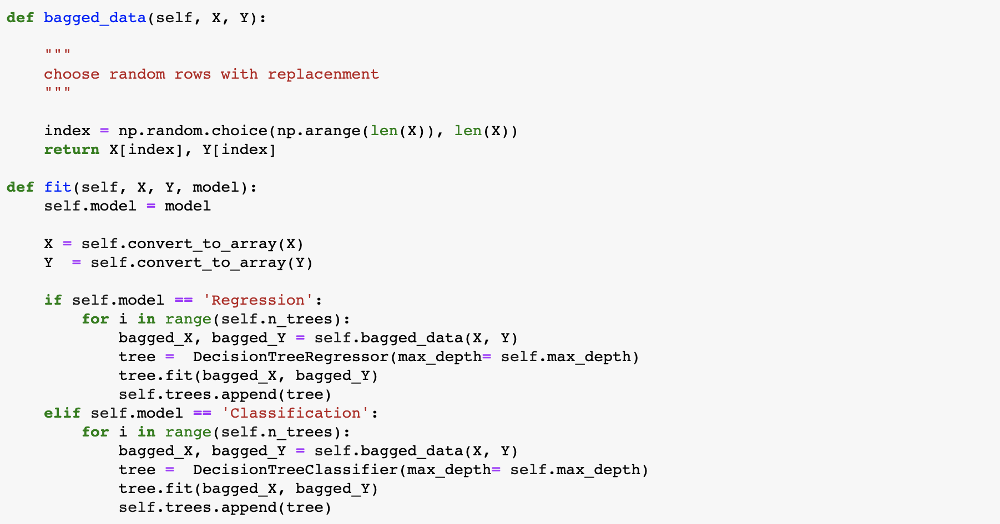 def bagged_data(self, X, Y):
"""
choose random rows with replacenment
"""
index = np.random.choice(np.arange(len(X)), len(X))
return X[index], Y[index]
def fit(self, X, Y, model):
self.model = model
X = self.convert_to_array(X)
Y  = self.convert_to_array(Y)
if self.model == 'Regression':
for i in range(self.n_trees):
bagged_X, bagged_Y = self.bagged_data(X, Y)
tree =  DecisionTreeRegressor(max_depth= self.max_depth)
tree.fit(bagged_X, bagged_Y)
self.trees.append(tree)
elif self.model == 'Classification':
for i in range(self.n_trees):
bagged_X, bagged_Y = self.bagged_data(X, Y)
tree =  DecisionTreeClassifier(max_depth= self.max_depth)
tree.fit(bagged_X, bagged_Y)
self.trees.append(tree)